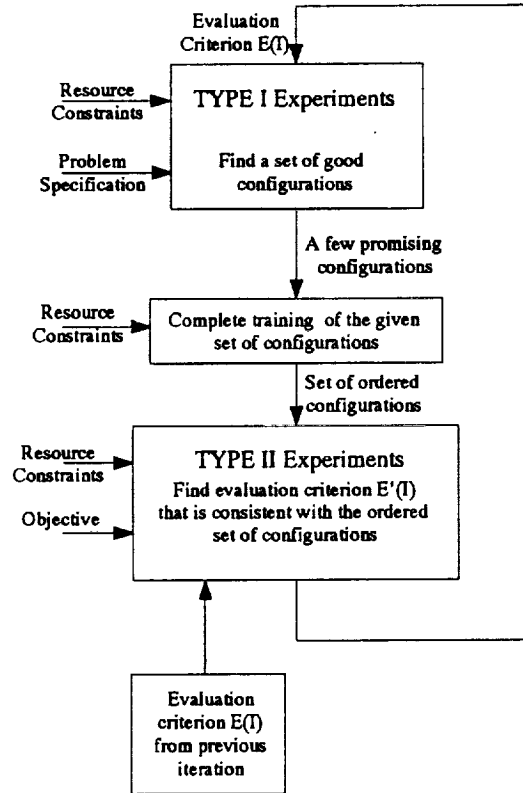 Evaluation
Criterion E(T)
Resource
Constraints
TYPE I Experiments
Problem
Specification
Find a set of good
configurations
A few promising
configurations
Resource
Constraints
Complete training of the given
set of configurations
Set of ordered
configurations
Resource
Constraints
TYPE II Experiments
Find evaluation criterion E'(T)
that is consistent with the ordered
set of configurations
Objective
Evaluation
criterion E(T)
from previous
iteration